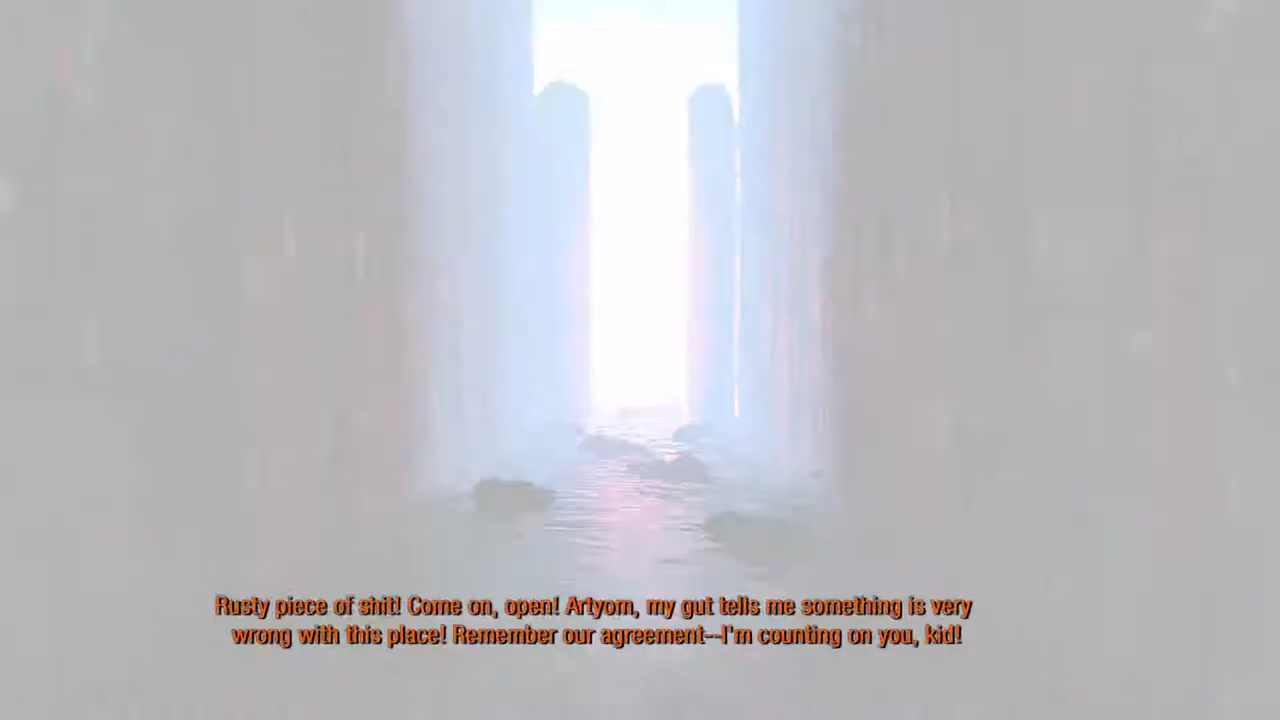 Rusty piece of shit! Come on, open! Artyom, my gut tells me something is very
wrong with this place! Remember our agreement--I'm counting on you, kid!